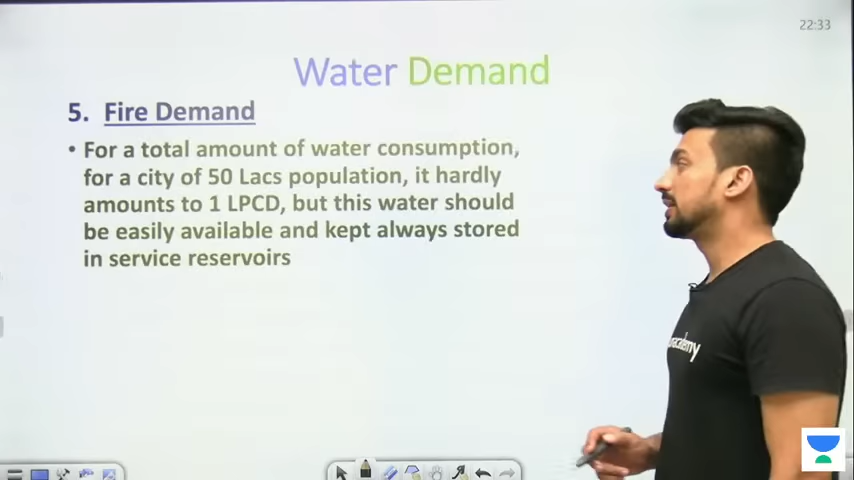 22:33
Water Demand
5. Fire Demand
• For a total amount of water consumption,
for a city of 50 Lacs population, it hardly
amounts to 1 LPCD, but this water should
be easily available and kept always stored
in service reservoirs
unacademy